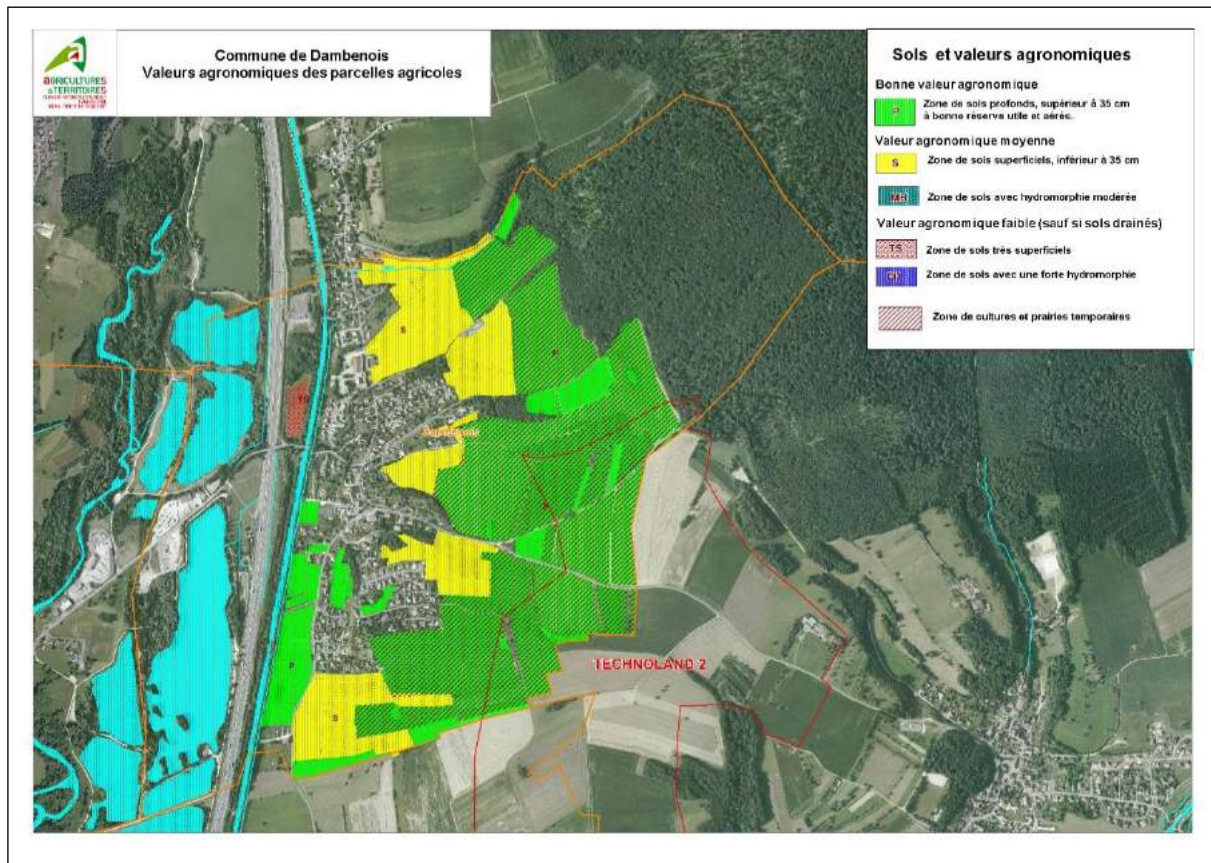 AGRICULTURES
& TERRITOIRES
Commune de Dambenois
Valeurs agronomiques des parcelles agricoles
Sols et valeurs agronomiques
Bonne valeur agronomique
P
Zone de sols profonds, supérieur à 35 cm
à bonne réserve utile et aérés.
Valeur agronomique moyenne
S
Zone de sols superficiels, inférieur à 35 cm
MH
Zone de sols avec hydromorphie modérée
Valeur agronomique faible (sauf si sols drainés)
TS
Zone de sols très superficiels
Zone de sols avec une forte hydromorphie
Zone de cultures et prairies temporaires
S
P
TS
P
TECHNOLAND 2
S